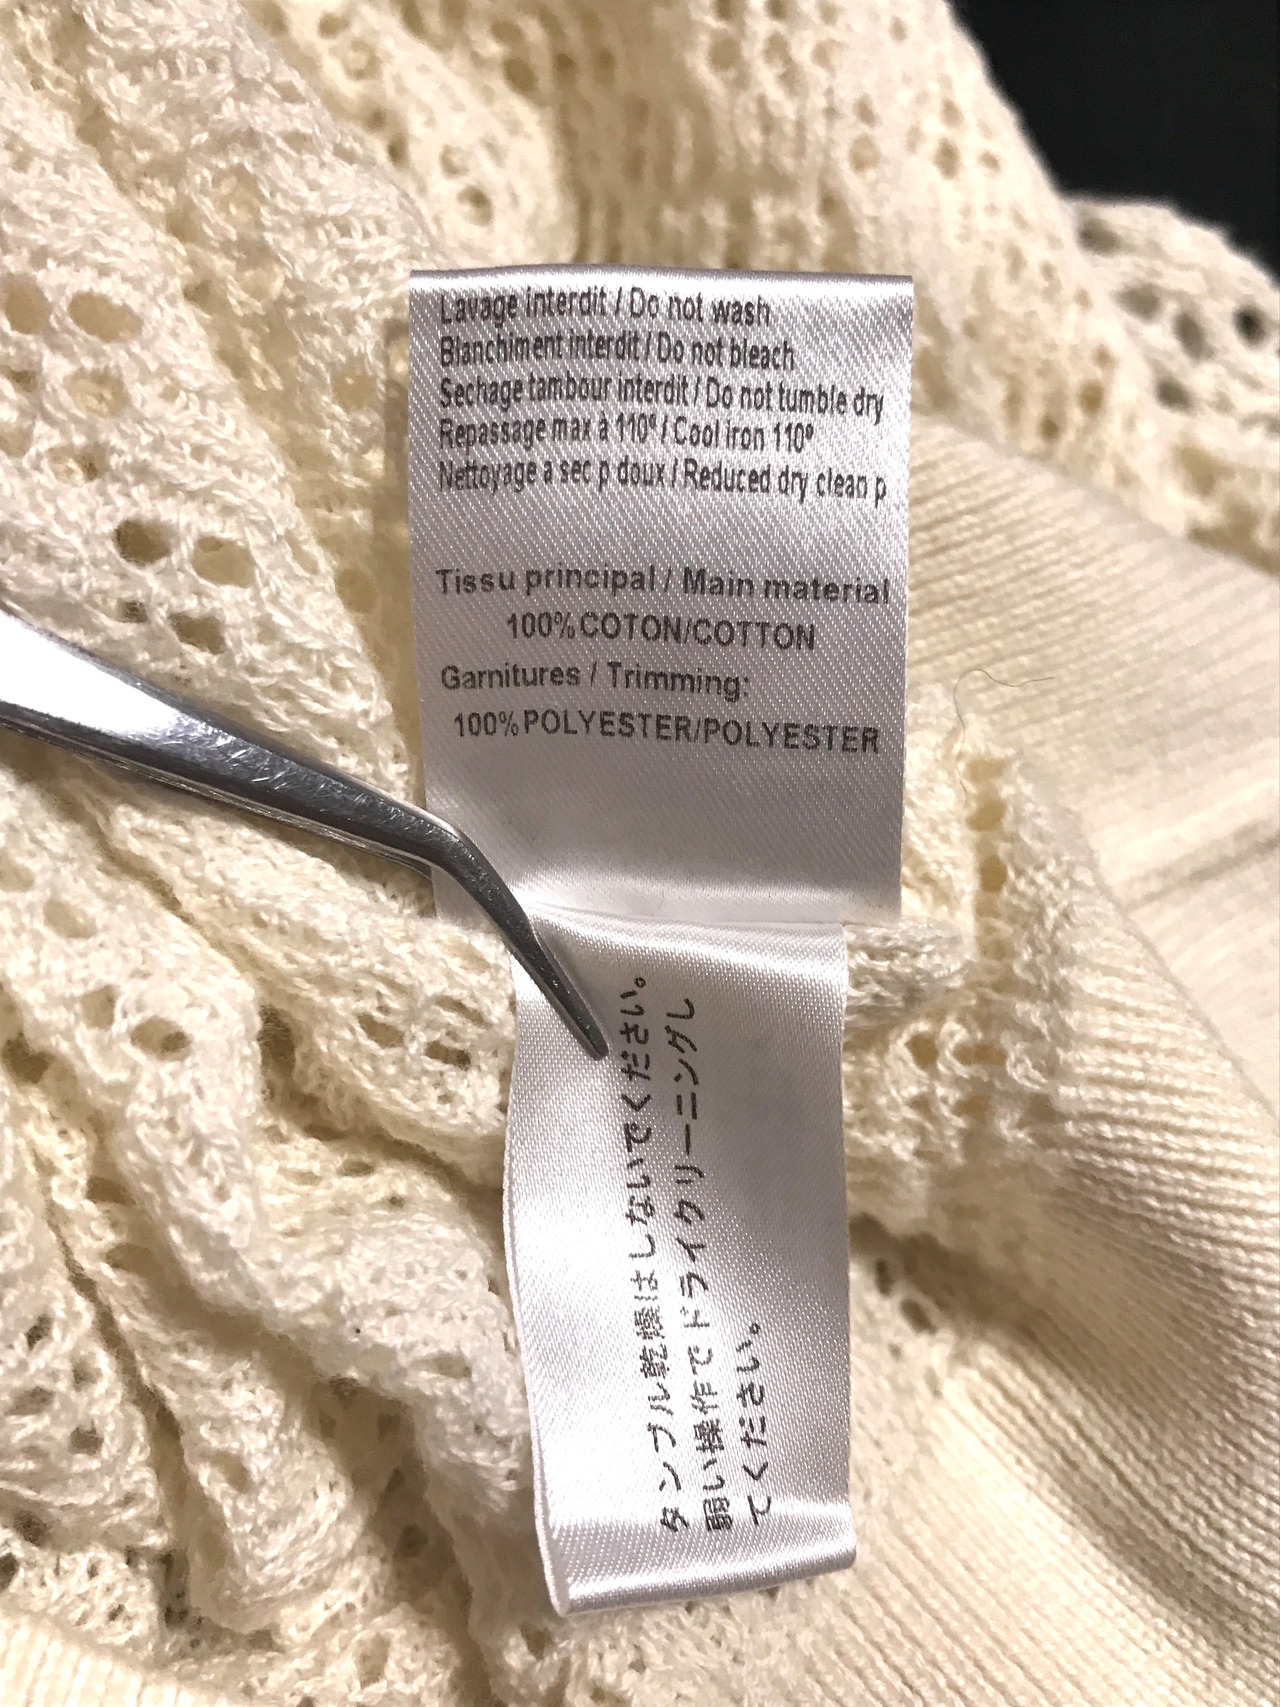 Lavage interdit / Do not wash
Blanchiment interdit / Do not bleach
Sechage tambour interdit / Do not tumble dry
Repassage max à 110° / Cool iron 110°
Nettoyage a sec p doux / Reduced dry clean p
Tissu principal / Main material
100% COTON/COTTON
Garnitures / Trimming:
100% POLYESTER/POLYESTER
タンブル乾燥はしないでください。
弱い操作でドライクリーニングし
てください。